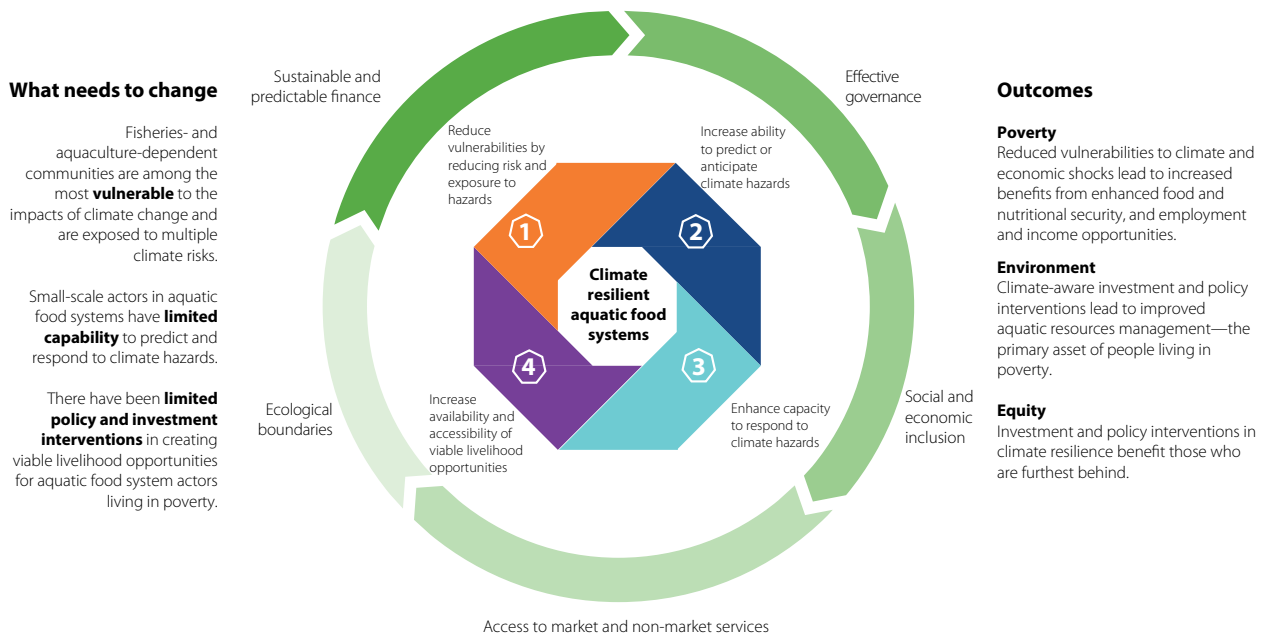 What needs to change
Fisheries- and
aquaculture-dependent
communities are among the
most vulnerable to the
impacts of climate change and
are exposed to multiple
climate risks.
Small-scale actors in aquatic
food systems have limited
capability to predict and
respond to climate hazards.
There have been limited
policy and investment
interventions in creating
viable livelihood opportunities
for aquatic food system actors
living in poverty.
Sustainable and
predictable finance
Effective
governance
Social and
economic
inclusion
Access to market and non-market services
Ecological
boundaries
Reduce
vulnerabilities by
reducing risk and
exposure to
hazards
1
Increase ability
to predict or
anticipate
climate hazards
2
Climate
resilient
aquatic food
systems
3
Enhance capacity
to respond to
climate hazards
4
Increase
availability and
accessibility of
viable livelihood
opportunities
Outcomes
Poverty
Reduced vulnerabilities to climate and
economic shocks lead to increased
benefits from enhanced food and
nutritional security, and employment
and income opportunities.
Environment
Climate-aware investment and policy
interventions lead to improved
aquatic resources management—the
primary asset of people living in
poverty.
Equity
Investment and policy interventions in
climate resilience benefit those who
are furthest behind.